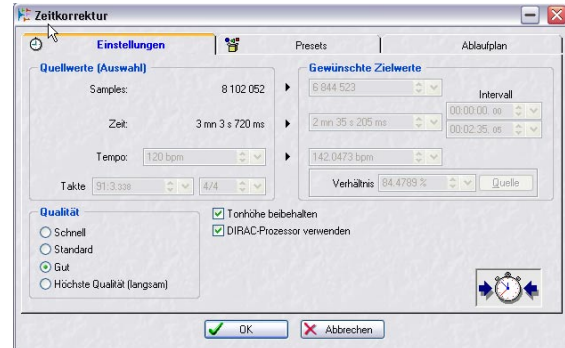 Zeitkorrektur
Einstellungen
Presets
Ablaufplan
Quellwerte (Auswahl)
Samples: 8 102 052
Zeit: 3 mn 3 s 720 ms
Tempo: 120 bpm
Takte 91:3.338 4/4
Gewünschte Zielwerte
6 844 523
Intervall
00:00:00. 00
2 mn 35 s 205 ms
00:02:35. 05
142.0473 bpm
Verhältnis 84.4789 % Quelle
Qualität
Schnell
Standard
Gut
Höchste Qualität (langsam)
Tonhöhe beibehalten
DIRAC-Prozessor verwenden
OK
Abbrechen